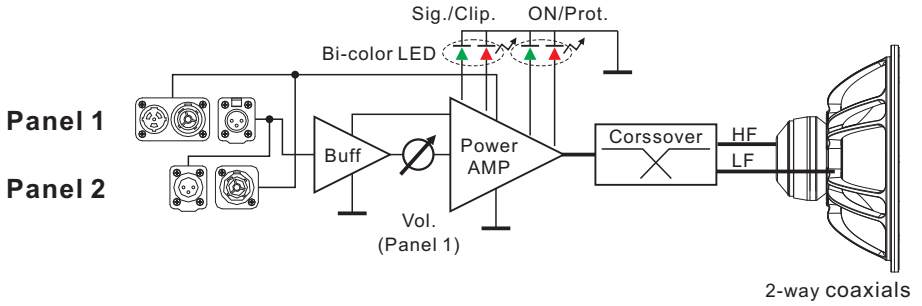 Sig./Clip.
ON/Prot.
Bi-color LED
Panel 1
Panel 2
Buff
Vol.
(Panel 1)
Power
AMP
Corssover
HF
LF
2-way coaxials